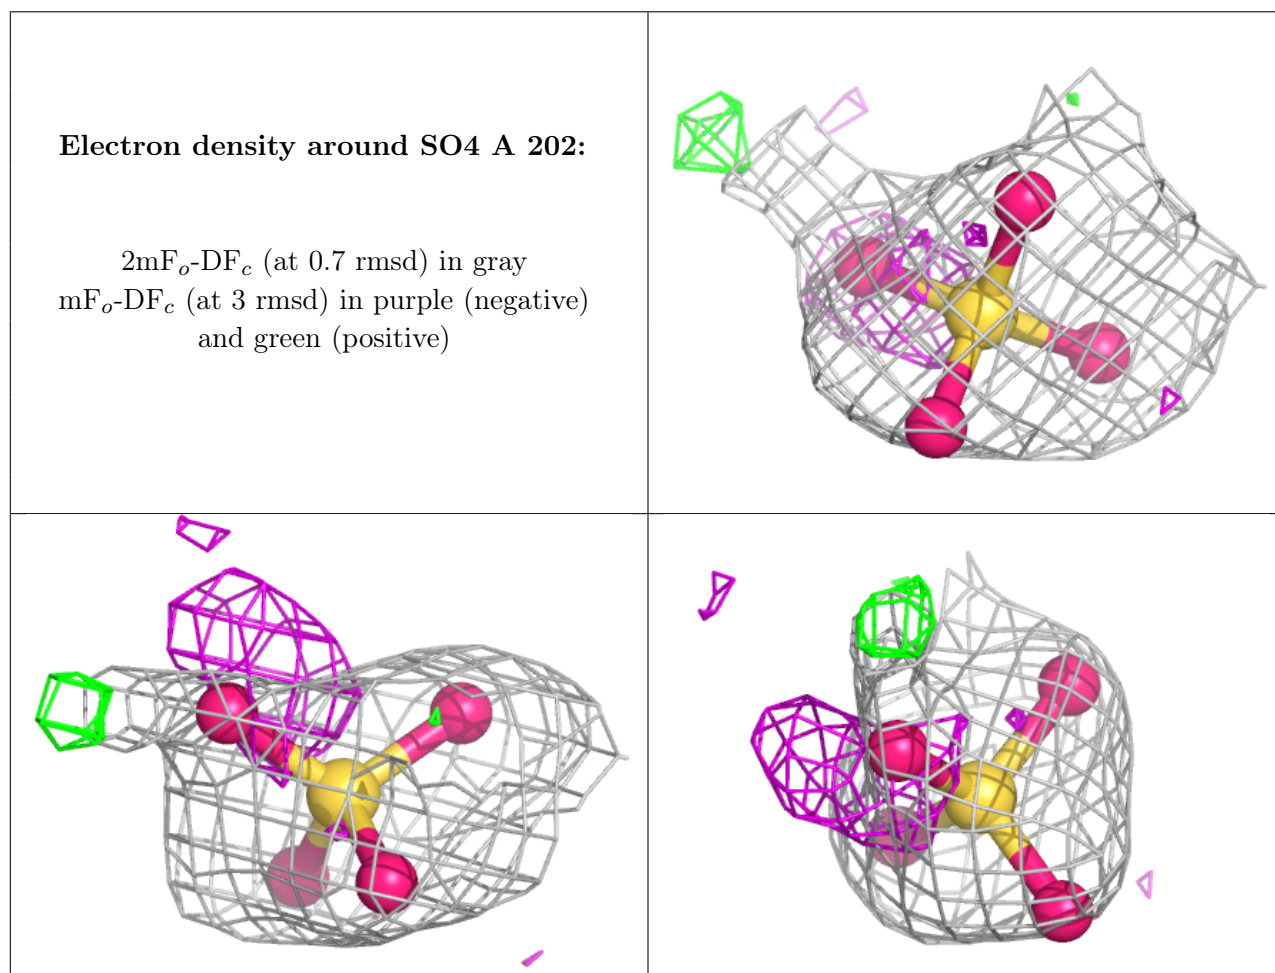 Electron density around SO4 A 202:
2mFo-DFc (at 0.7 rmsd) in gray
mFo-DFc (at 3 rmsd) in purple (negative)
and green (positive)